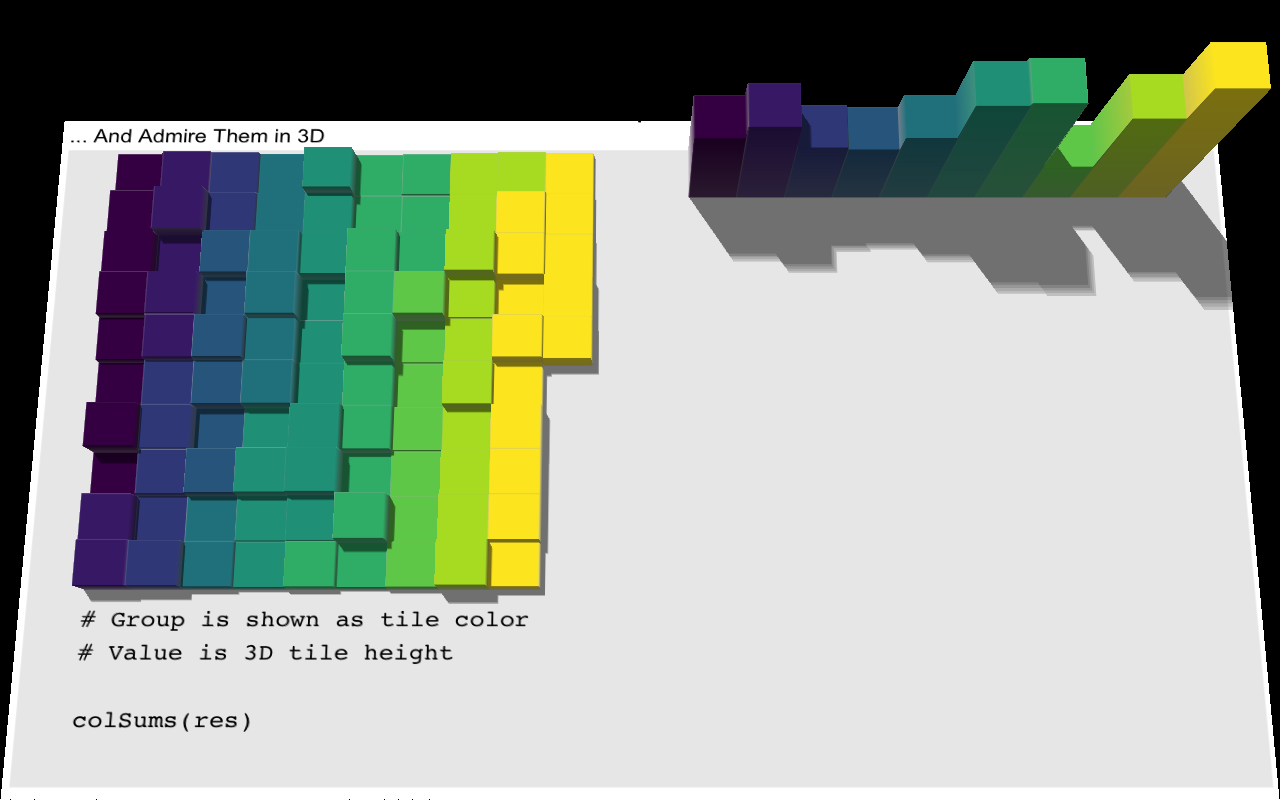 ... And Admire Them in 3D
# Group is shown as tile color
# Value is 3D tile height
colSums(res)